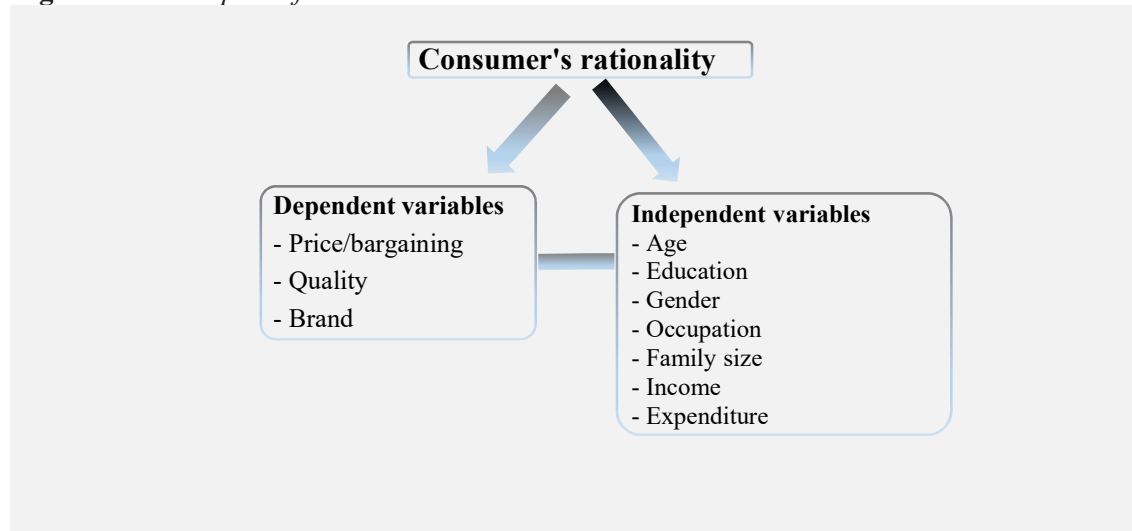 Consumer's rationality
Dependent variables
- Price/bargaining
- Quality
- Brand
Independent variables
- Age
- Education
- Gender
- Occupation
- Family size
- Income
- Expenditure